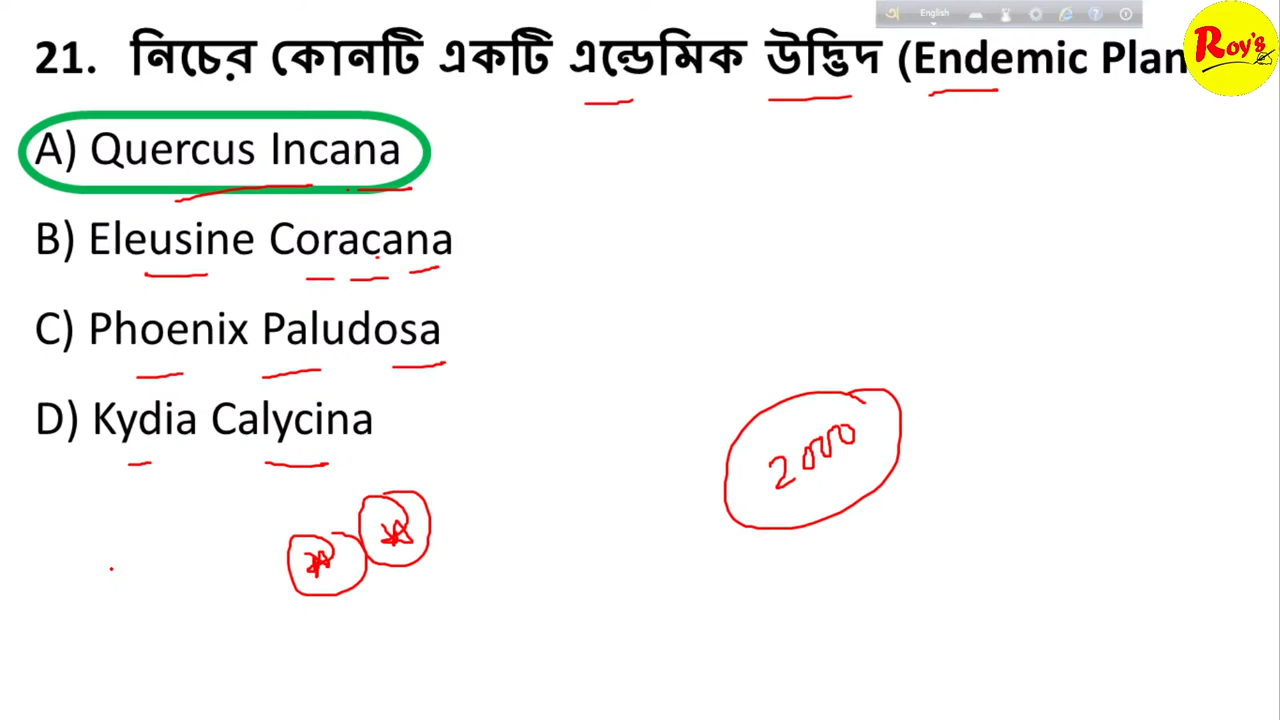 English
Roy's
21. নিচের কোনটি একটি এন্ডেমিক উদ্ভিদ (Endemic Plan
A) Quercus Incana
B) Eleusine Coracana
C) Phoenix Paludosa
D) Kydia Calycina
2000